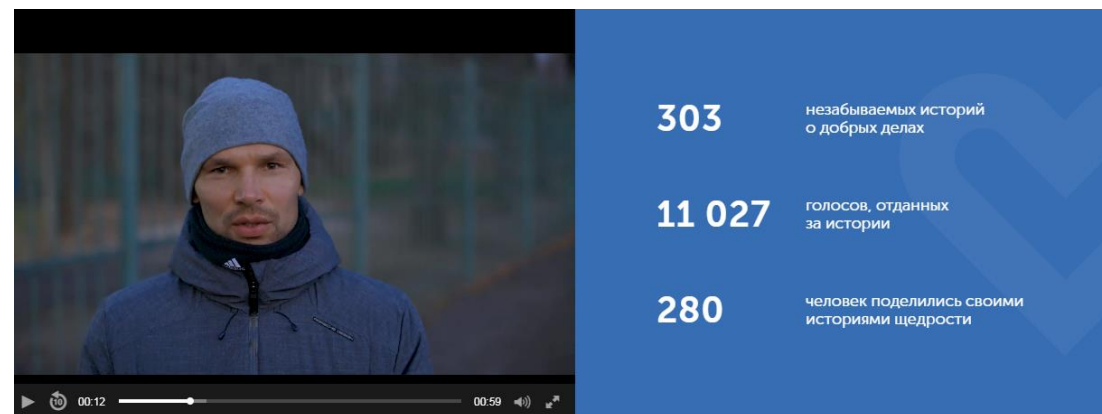 303
незабываемых историй
о добрых делах
11 027
голосов, отданных
за истории
280
человек поделились своими
историями щедрости
10
00:12
00:59